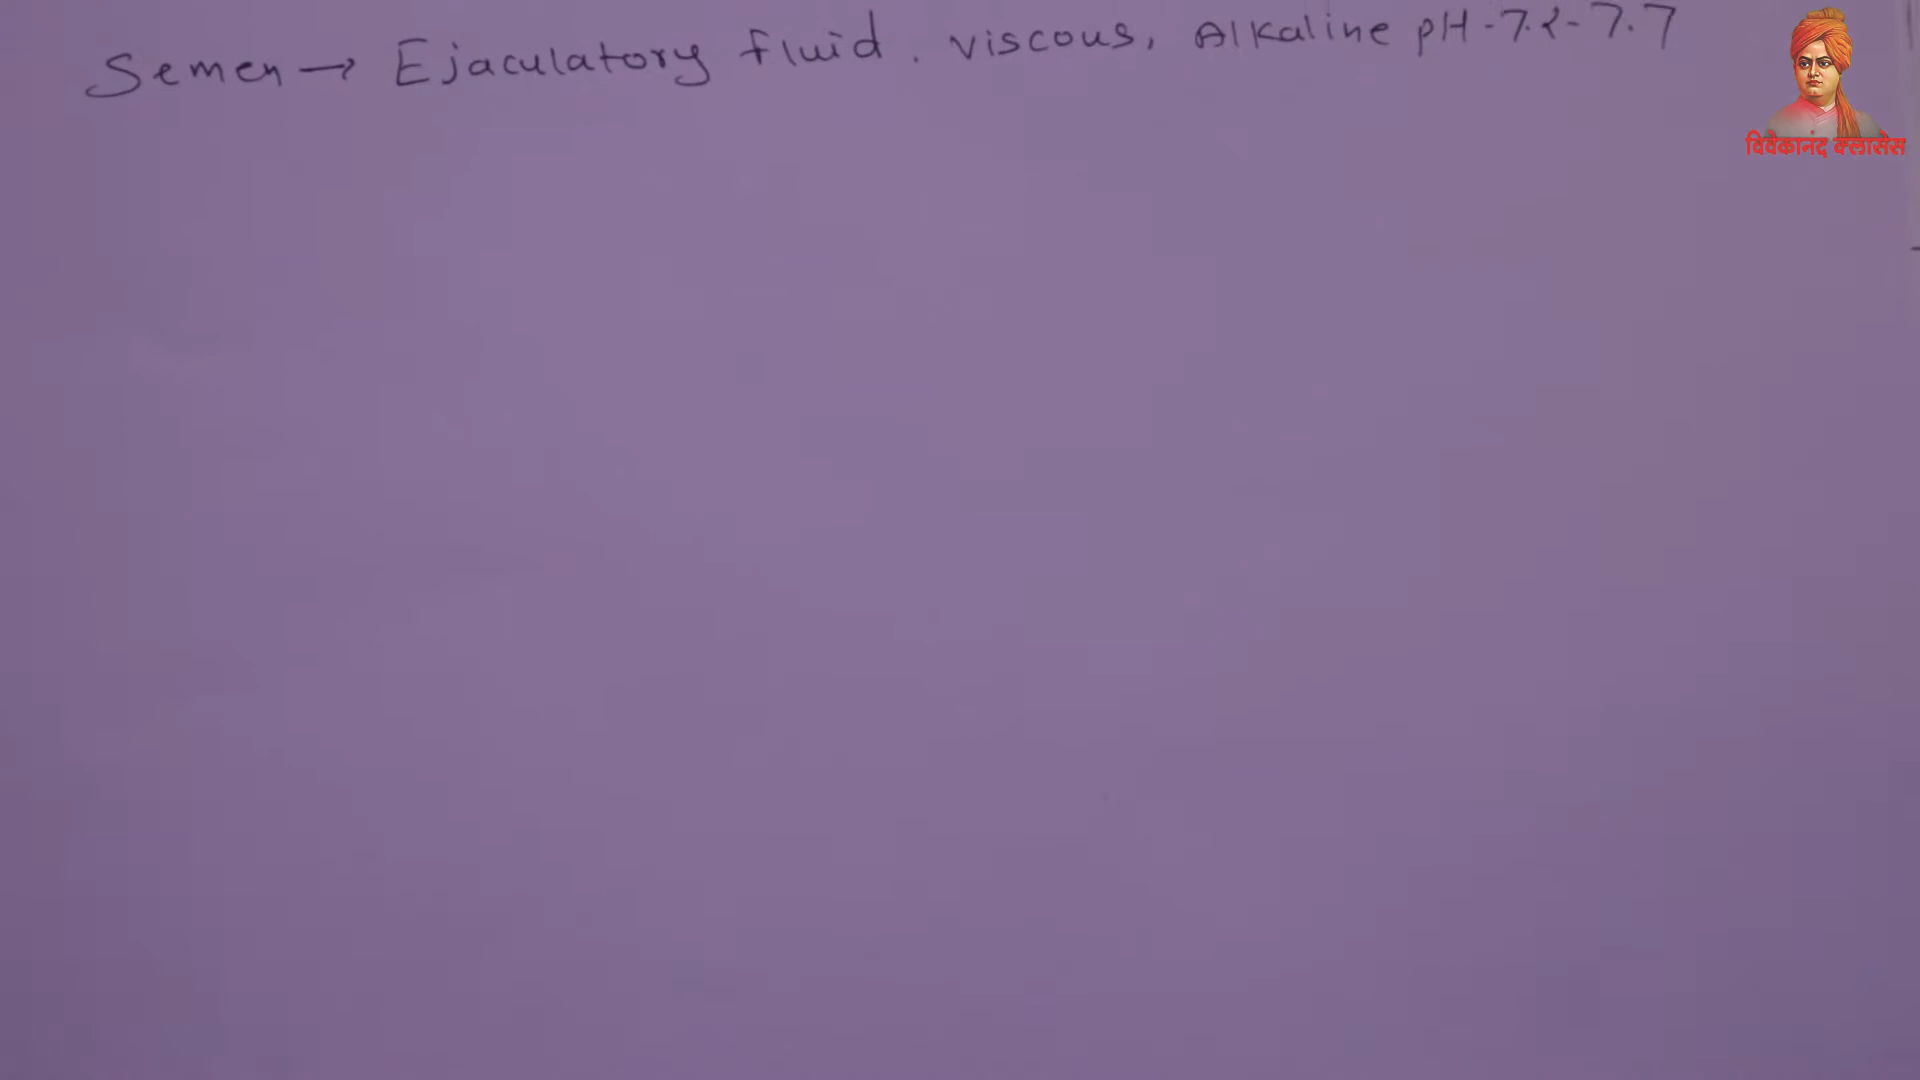 Semen → Ejaculatory fluid. viscous, Alkaline pH-7.2-7.7
विवेकानंद क्लासेस